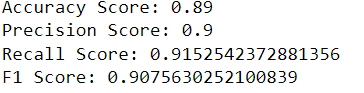 Accuracy Score: 0.89
Precision Score: 0.9
Recall Score: 0.9152542372881356
F1 Score: 0.9075630252100839